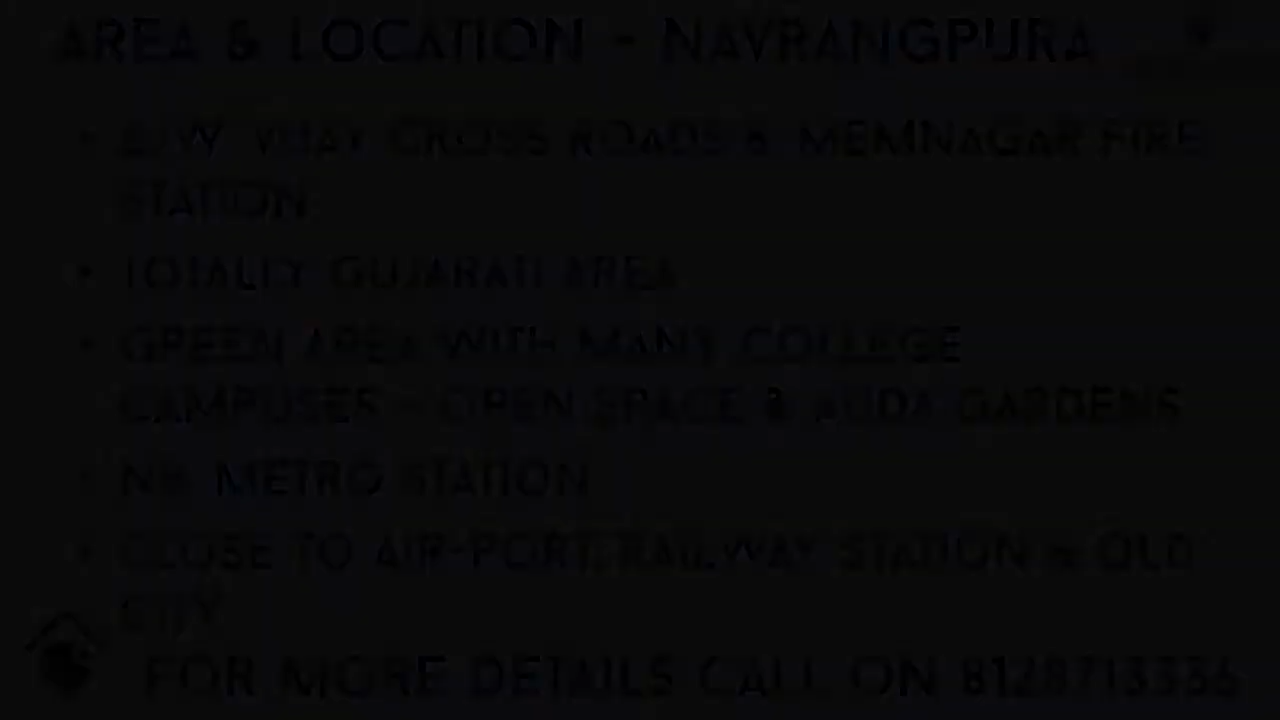 AREA & LOCATION - NAVRANGPURA
• B/W. VIJAY CROSS ROADS & MEMNAGAR FIRE
STATION
• TOTALLY GUJARATI AREA
• GREEN AREA WITH MANY COLLEGE
CAMPUSES - OPEN SPACE & AUDA GARDENS
• NR. METRO STATION
• CLOSE TO AIR-PORT, RAILWAY STATION & OLD
CITY
FOR MORE DETAILS CALL ON